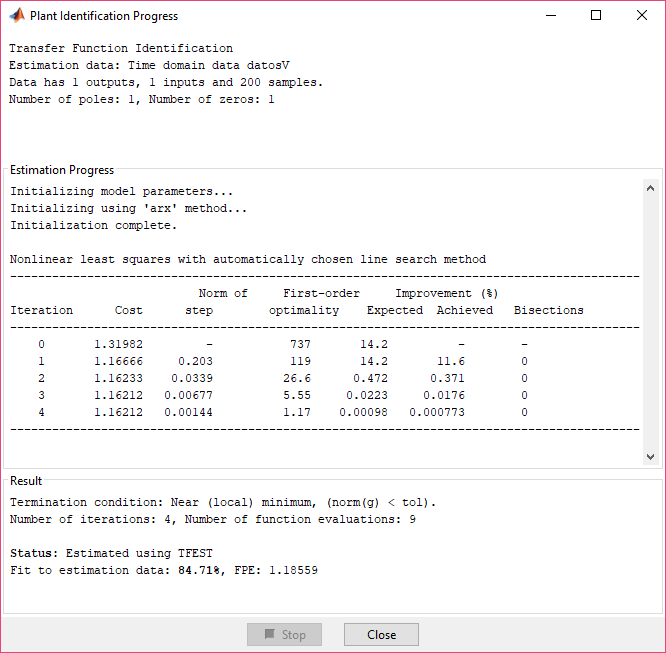 Plant Identification Progress
Transfer Function Identification
Estimation data: Time domain data datosV
Data has 1 outputs, 1 inputs and 200 samples.
Number of poles: 1, Number of zeros: 1
Estimation Progress
Initializing model parameters...
Initializing using 'arx' method...
Initialization complete.
Nonlinear least squares with automatically chosen line search method
------------------------------------------------------------------------------------------
Norm of First-order Improvement (%)
Iteration Cost step optimality Expected Achieved Bisections
------------------------------------------------------------------------------------------
0 1.31982 - 737 14.2 - -
1 1.16666 0.203 119 14.2 11.6 0
2 1.16233 0.0339 26.6 0.472 0.371 0
3 1.16212 0.00677 5.55 0.0223 0.0176 0
4 1.16212 0.00144 1.17 0.00098 0.000773 0
------------------------------------------------------------------------------------------
Result
Termination condition: Near (local) minimum, (norm(g) < tol).
Number of iterations: 4, Number of function evaluations: 9
Status: Estimated using TFEST
Fit to estimation data: 84.71%, FPE: 1.18559
Stop Close